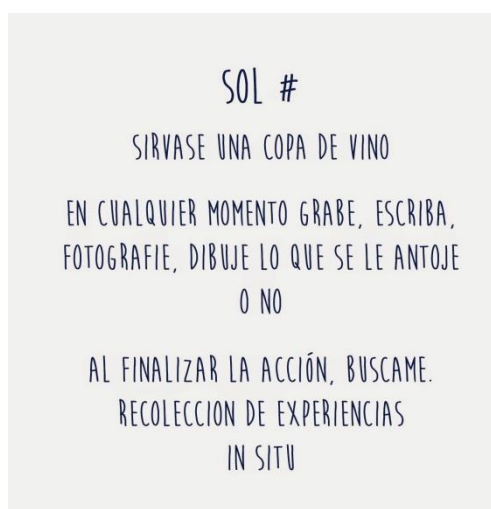 SOL #
SIRVASE UNA COPA DE VINO
EN CUALQUIER MOMENTO GRABE, ESCRIBA,
FOTOGRAFIE, DIBUJE LO QUE SE LE ANTOJE
O NO
AL FINALIZAR LA ACCIÓN, BUSCAME.
RECOLECCION DE EXPERIENCIAS
IN SITU